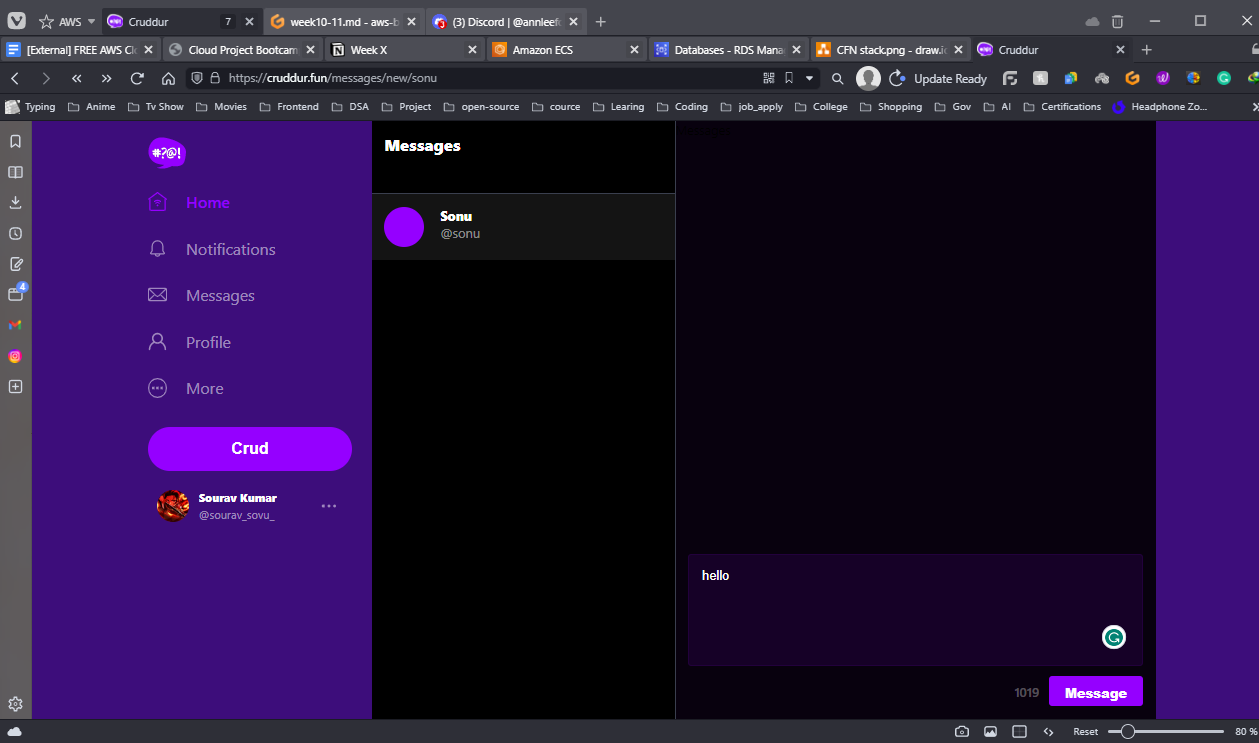 AWS
Cruddur
7
week10-11.md - aws-b
(3) Discord | @annieefo
[External] FREE AWS Clo
Cloud Project Bootcam
Week X
Amazon ECS
Databases - RDS Mana
CFN stack.png - draw.io
Cruddur
https://cruddur.fun/messages/new/sonu
Update Ready
Typing
Anime
Tv Show
Movies
Frontend
DSA
Project
open-source
cource
Learing
Coding
job_apply
College
Shopping
Gov
AI
Certifications
Headphone Zo...
4
#?@!
Home
Notifications
Messages
Profile
More
Crud
Sourav Kumar
@sourav_sovu_
Messages
Sonu
@sonu
hello
1019
Message
Reset
80 %